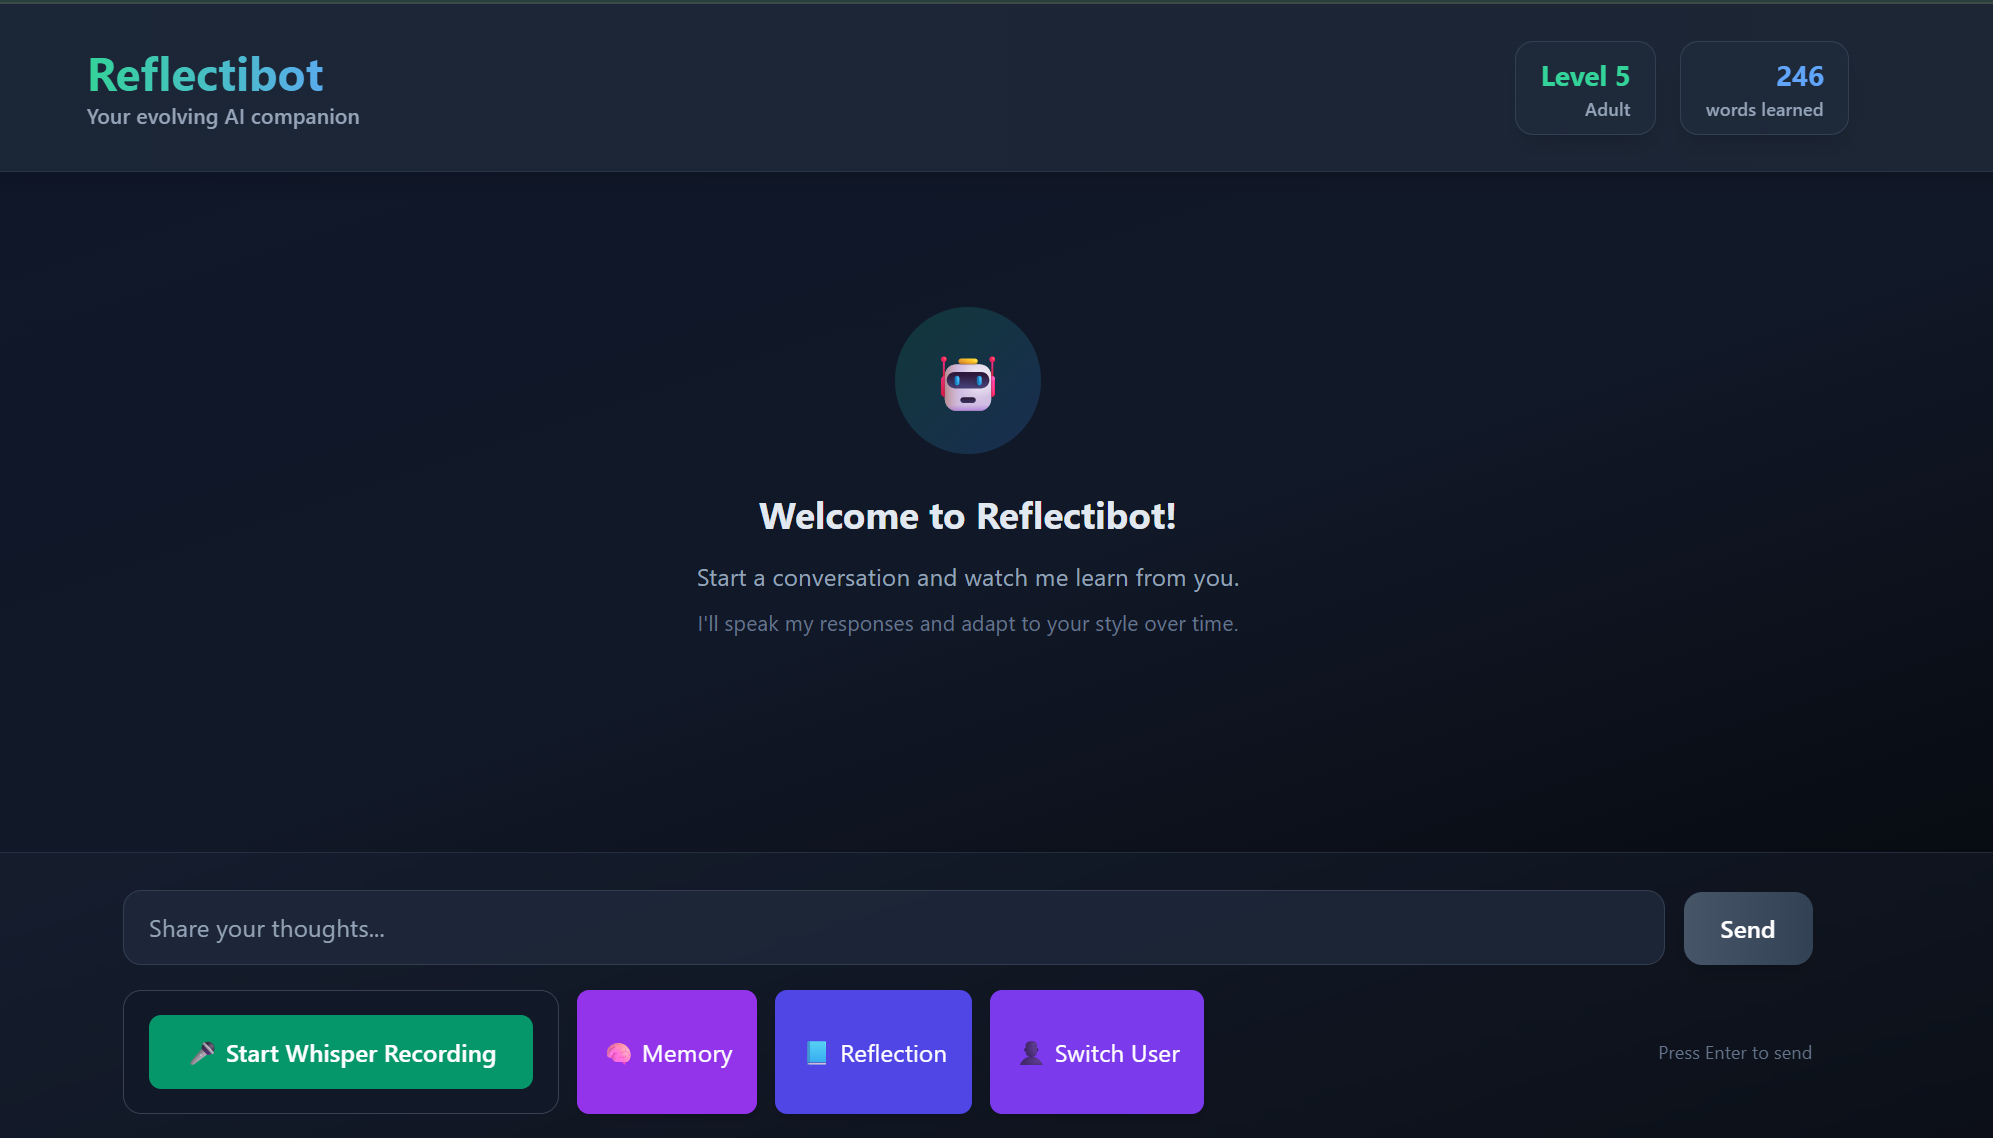 Reflectibot
Your evolving AI companion
Level 5
Adult
246
words learned
Welcome to Reflectibot!
Start a conversation and watch me learn from you.
I'll speak my responses and adapt to your style over time.
Share your thoughts...
Send
Start Whisper Recording
Memory
Reflection
Switch User
Press Enter to send